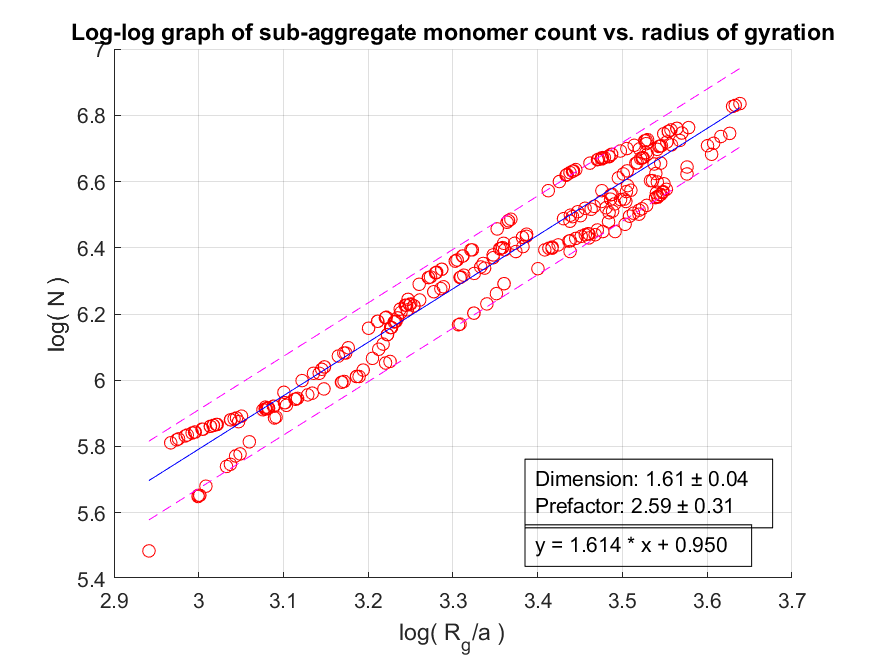 Log-log graph of sub-aggregate monomer count vs. radius of gyration
7
6.8
6.6
6.4
6.2
6
5.8
5.6
5.4
log( N )
Dimension: 1.61 ± 0.04
Prefactor: 2.59 ± 0.31
y = 1.614 * x + 0.950
2.9 3 3.1 3.2 3.3 3.4 3.5 3.6 3.7
log( R_g/a )